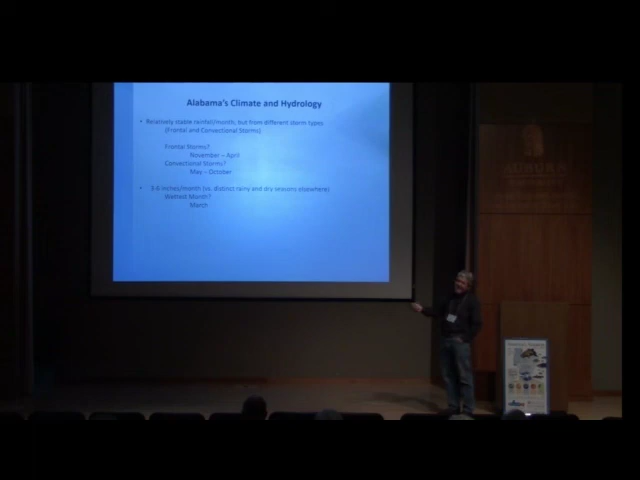 Alabama's Climate and Hydrology
• Relatively stable rainfall/month, but from different storm types
(Frontal and Convectional Storms)
Frontal Storms?
November – April
Convectional Storms?
May – October
• 3-6 inches/month (vs. distinct rainy and dry seasons elsewhere)
Wettest Month?
March
AUBURN